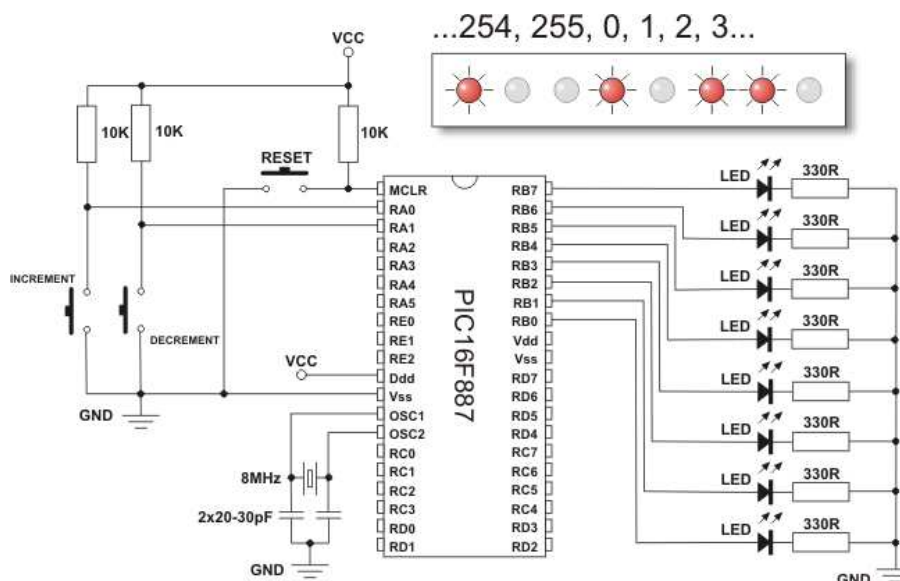 ...254, 255, 0, 1, 2, 3...
VCC
10K
10K
10K
RESET
INCREMENT
DECREMENT
VCC
GND
8MHz
2x20-30pF
GND
PIC16F887
MCLR
RA0
RA1
RA2
RA3
RA4
RA5
RE0
RE1
RE2
Ddd
Vss
OSC1
OSC2
RC0
RC1
RC2
RC3
RD0
RD1
RB7
RB6
RB5
RB4
RB3
RB2
RB1
RB0
Vdd
Vss
RD7
RD6
RD5
RD4
RC7
RC6
RC5
RC4
RD3
RD2
LED 330R
LED 330R
LED 330R
LED 330R
LED 330R
LED 330R
LED 330R
LED 330R
GND